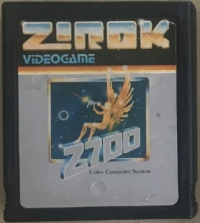 ZIROK
VIDEOGAME
Z700
Color Computer System